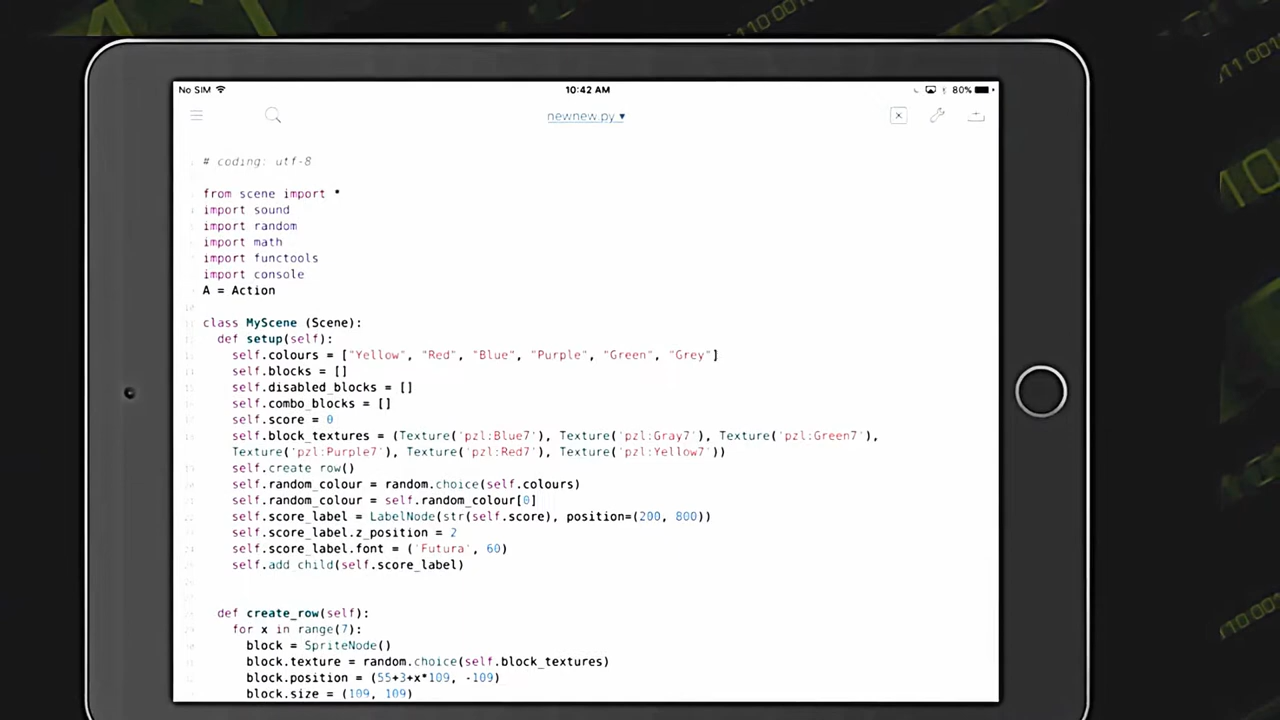 No SIM
10:42 AM
80%
newnew.py ▾
# coding: utf-8
from scene import *
import sound
import random
import math
import functools
import console
A = Action
class MyScene (Scene):
def setup(self):
self.colours = ["Yellow", "Red", "Blue", "Purple", "Green", "Grey"]
self.blocks = []
self.disabled_blocks = []
self.combo_blocks = []
self.score = 0
self.block_textures = (Texture('pzl:Blue7'), Texture('pzl:Gray7'), Texture('pzl:Green7'),
Texture('pzl:Purple7'), Texture('pzl:Red7'), Texture('pzl:Yellow7'))
self.create_row()
self.random_colour = random.choice(self.colours)
self.random_colour = self.random_colour[0]
self.score_label = LabelNode(str(self.score), position=(200, 800))
self.score_label.z_position = 2
self.score_label.font = ('Futura', 60)
self.add_child(self.score_label)
def create_row(self):
for x in range(7):
block = SpriteNode()
block.texture = random.choice(self.block_textures)
block.position = (55+3+x*109, -109)
block.size = (109, 109)